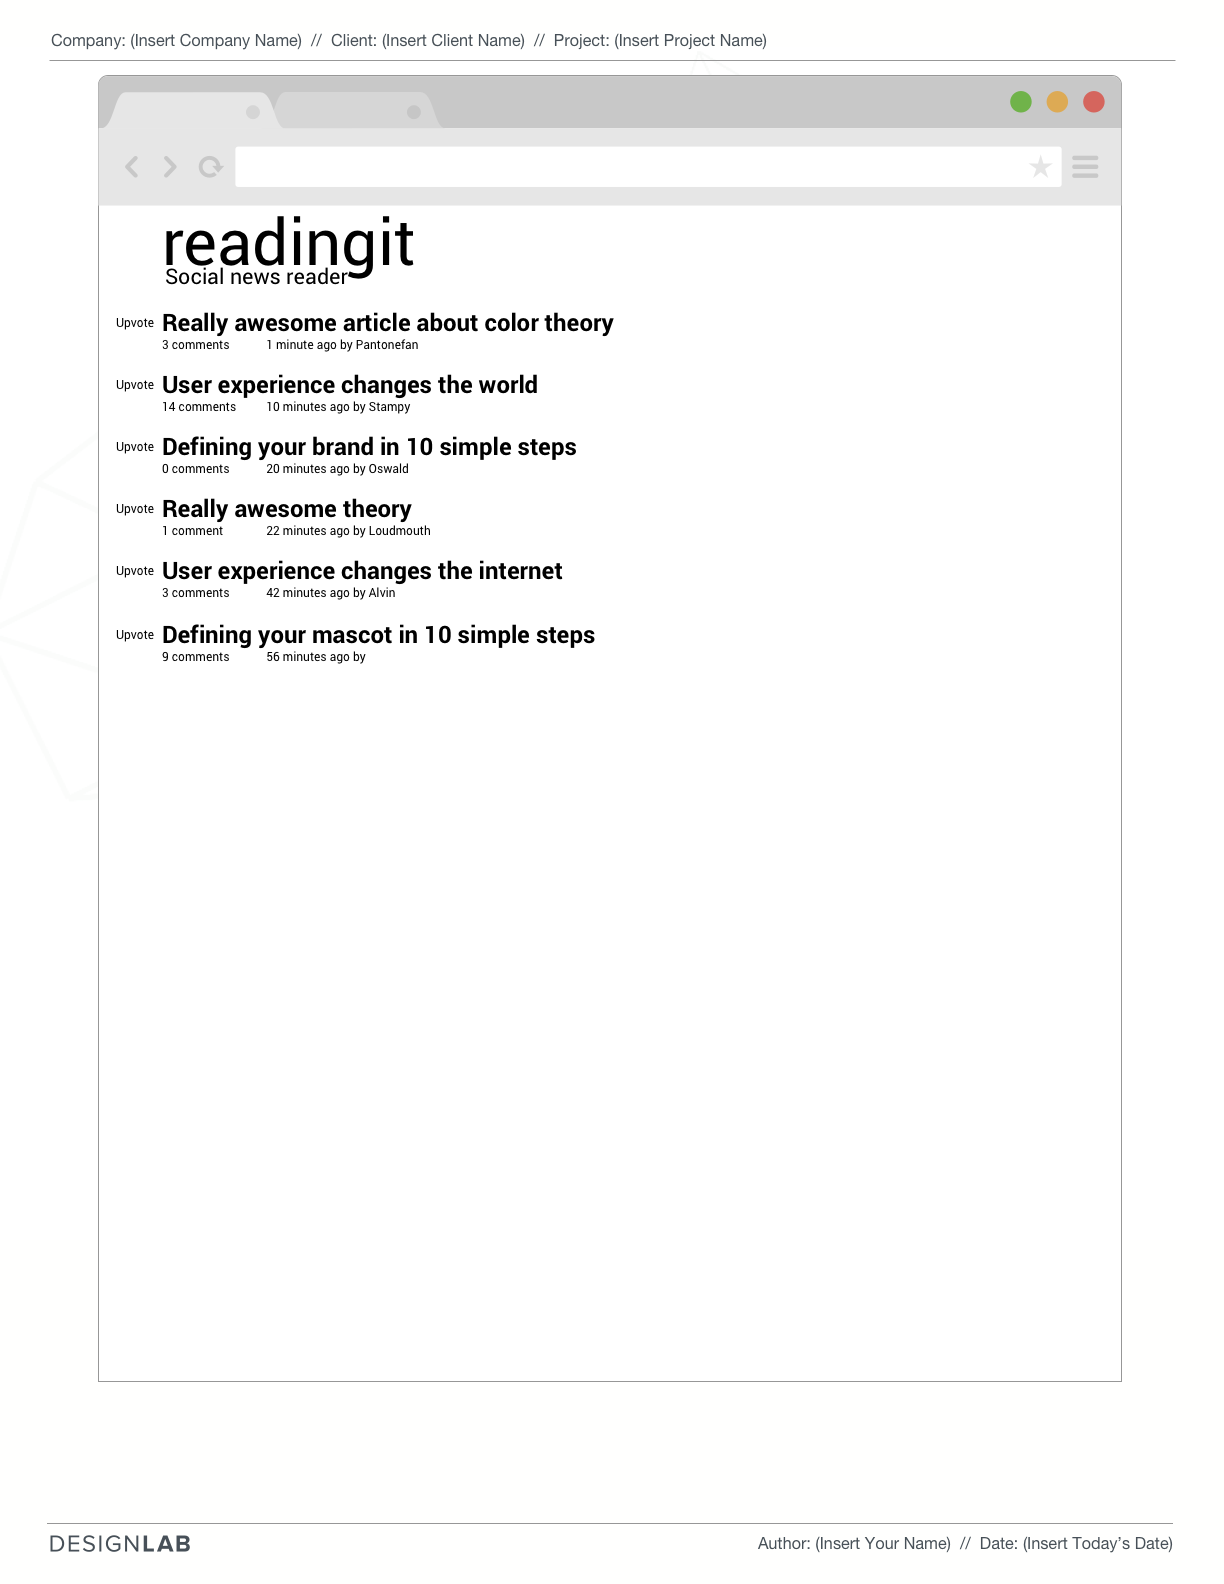 Company: (Insert Company Name) // Client: (Insert Client Name) // Project: (Insert Project Name)
readingit
Social news reader
Upvote Really awesome article about color theory
3 comments 1 minute ago by Pantonefan
Upvote User experience changes the world
14 comments 10 minutes ago by Stampy
Upvote Defining your brand in 10 simple steps
0 comments 20 minutes ago by Oswald
Upvote Really awesome theory
1 comment 22 minutes ago by Loudmouth
Upvote User experience changes the internet
3 comments 42 minutes ago by Alvin
Upvote Defining your mascot in 10 simple steps
9 comments 56 minutes ago by
DESIGNLAB Author: (Insert Your Name) // Date: (Insert Today’s Date)